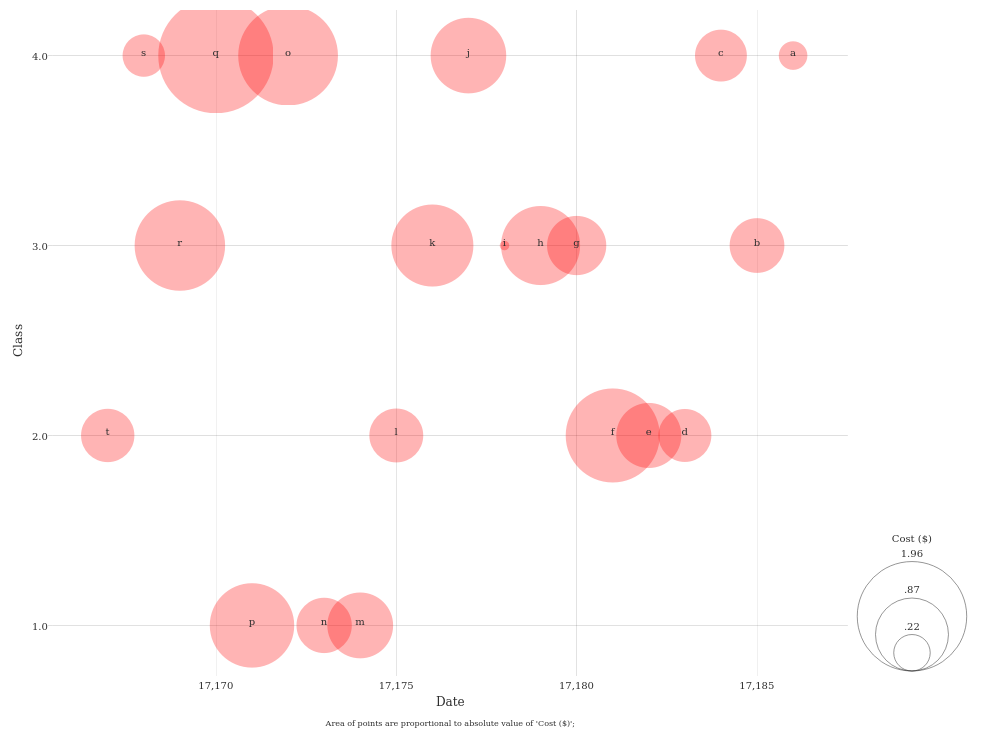 4.0
s
q
o
j
c
a
3.0
r
k
i
h
g
b
Class
2.0
t
l
f
e
d
1.0
p
n
m
17,170
17,175
17,180
17,185
Date
Cost ($)
1.96
.87
.22
Area of points are proportional to absolute value of 'Cost ($)';